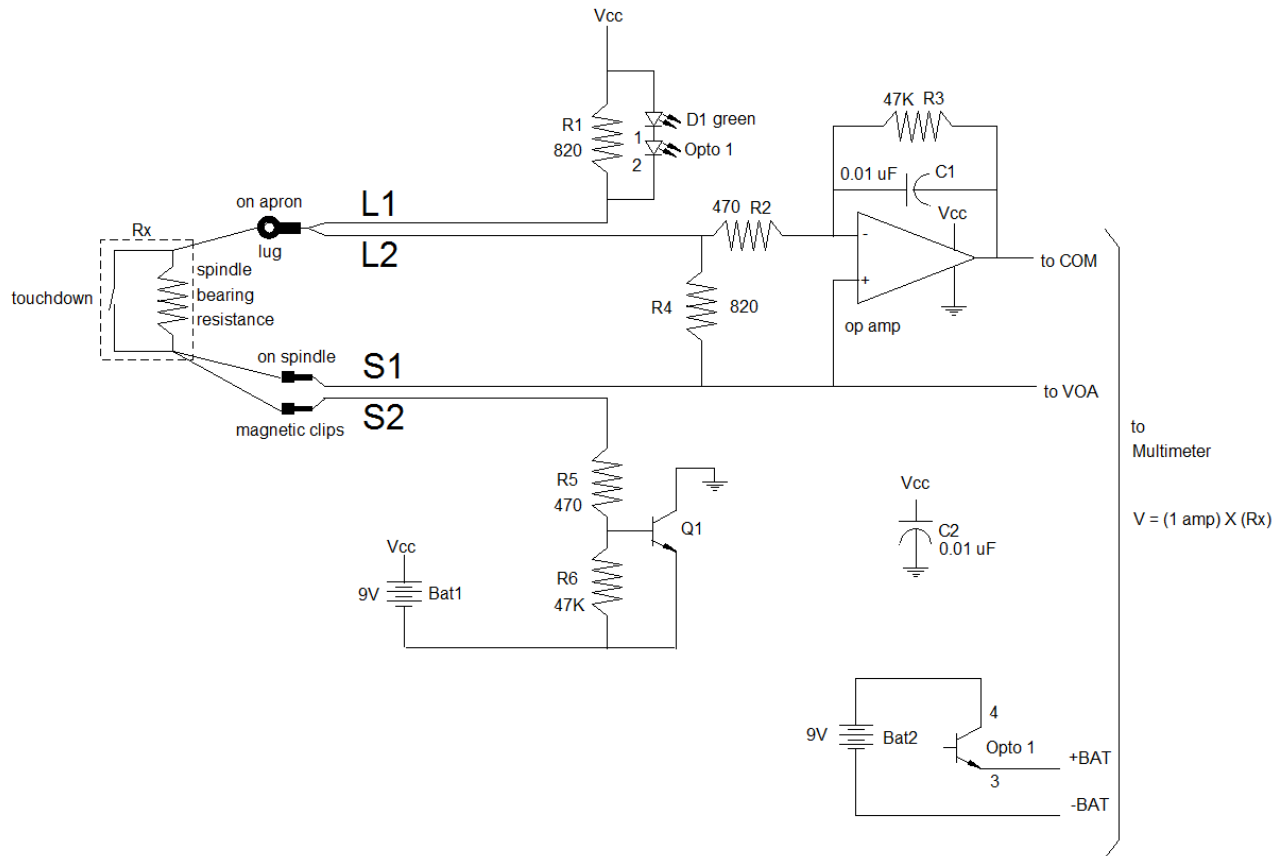 Vcc
R1
820
D1 green
1
2
Opto 1
47K R3
0.01 uF
C1
Vcc
on apron
lug
L1
L2
470 R2
-
+
op amp
to COM
Rx
touchdown
spindle
bearing
resistance
R4
820
on spindle
S1
S2
magnetic clips
to VOA
to
Multimeter
V = (1 amp) X (Rx)
R5
470
Q1
R6
47K
Vcc
9V
Bat1
Vcc
C2
0.01 uF
9V
Bat2
4
Opto 1
3
+BAT
-BAT